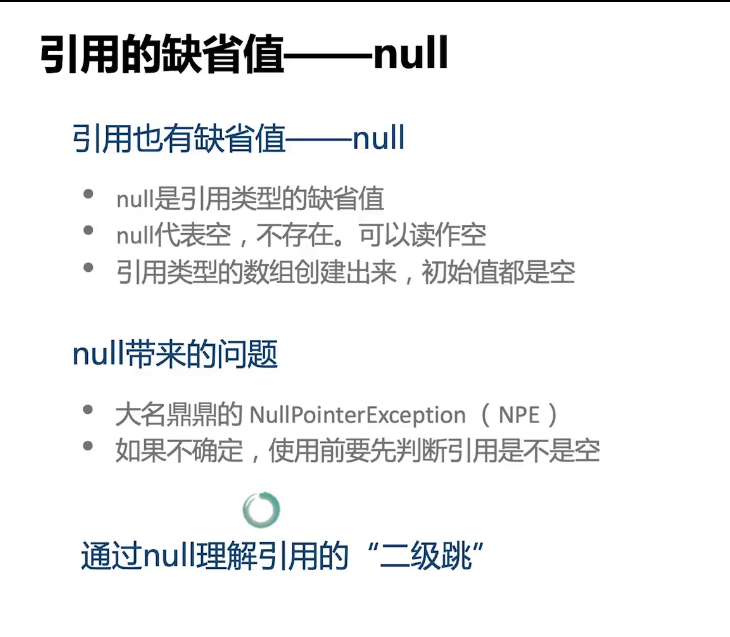 引用的缺省值——null
引用也有缺省值——null
• null是引用类型的缺省值
• null代表空，不存在。可以读作空
• 引用类型的数组创建出来，初始值都是空
null带来的问题
• 大名鼎鼎的 NullPointerException （ NPE ）
• 如果不确定，使用前要先判断引用是不是空
通过null理解引用的“二级跳”